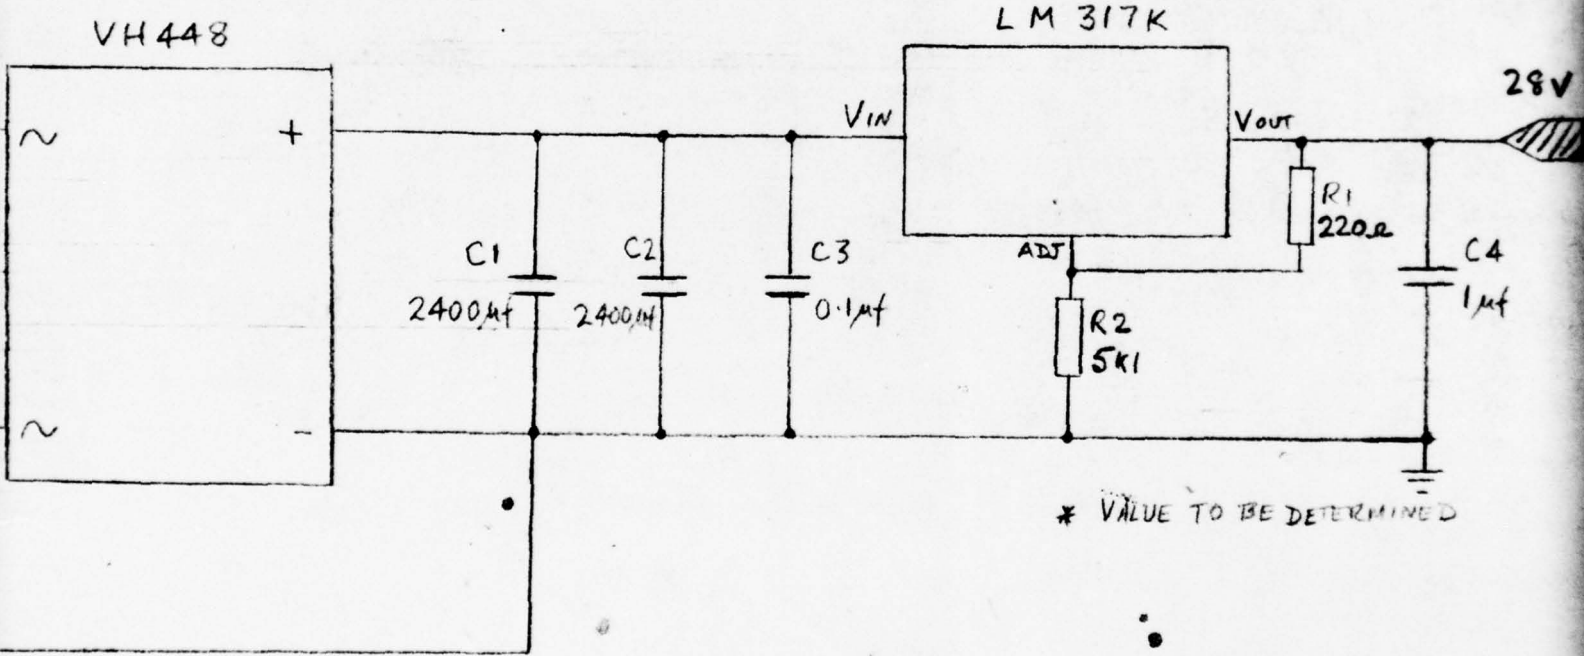 VH448
LM 317K
28V
~
+
VIN
VOUT
R1
220Ω
C1
2400µf
C2
2400µf
C3
0.1µf
ADJ
C4
1µf
R2
5K1
~
-
* VALUE TO BE DETERMINED